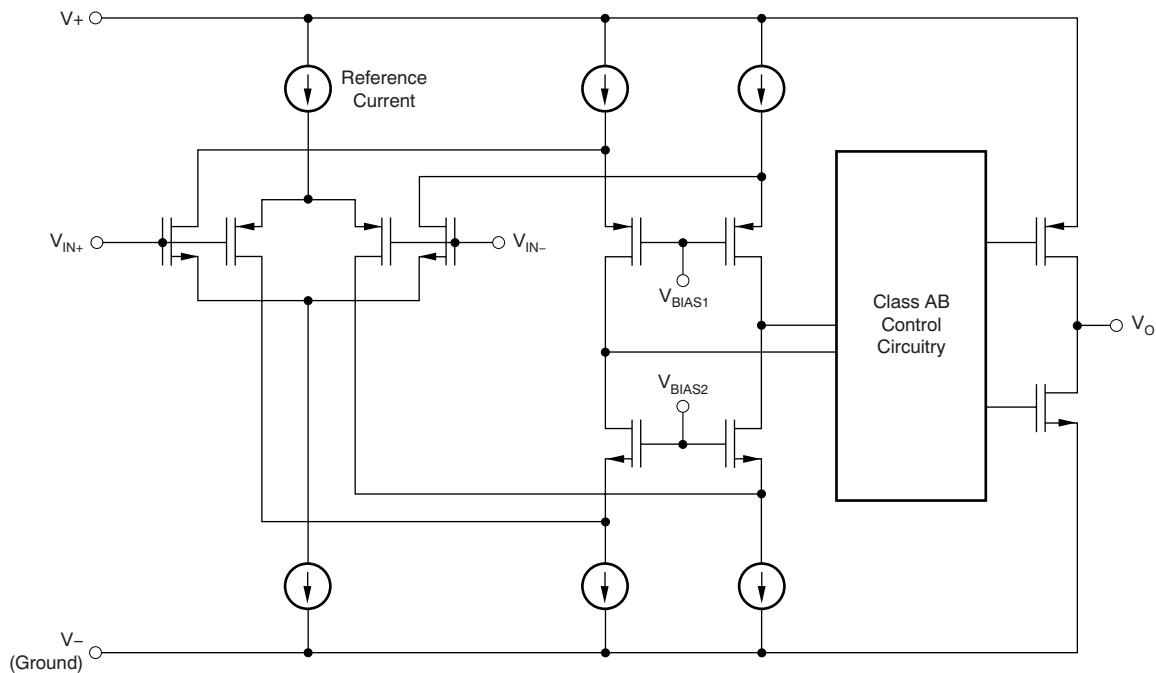 V+
Reference
Current
V_IN+
V_IN−
V_BIAS1
Class AB
Control
Circuitry
V_O
V_BIAS2
V−
(Ground)